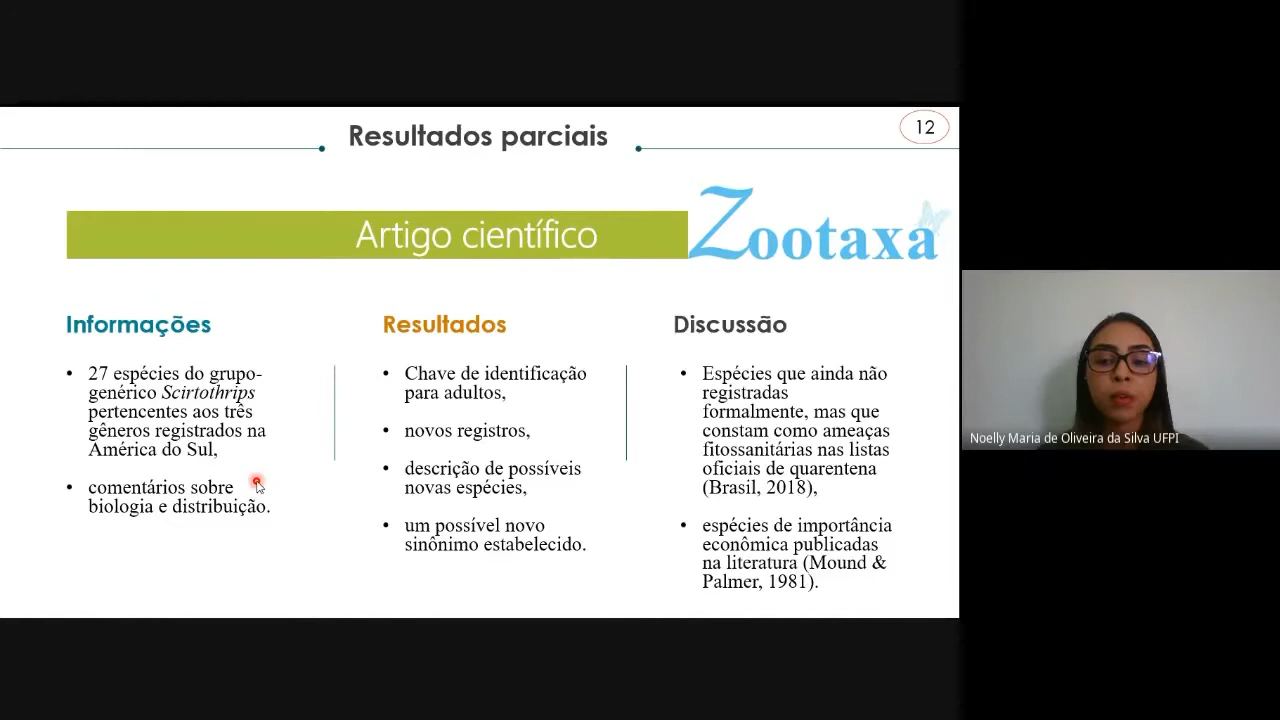 Resultados parciais
12
Artigo científico
Zootaxa
Informações
• 27 espécies do grupo-
genérico Scirtothrips
pertencentes aos três
gêneros registrados na
América do Sul,
• comentários sobre
biologia e distribuição.
Resultados
• Chave de identificação
para adultos,
• novos registros,
• descrição de possíveis
novas espécies,
• um possível novo
sinônimo estabelecido.
Discussão
• Espécies que ainda não
registradas
formalmente, mas que
constam como ameaças
fitossanitárias nas listas
oficiais de quarentena
(Brasil, 2018),
• espécies de importância
econômica publicadas
na literatura (Mound &
Palmer, 1981).
Noelly Maria de Oliveira da Silva UFPI